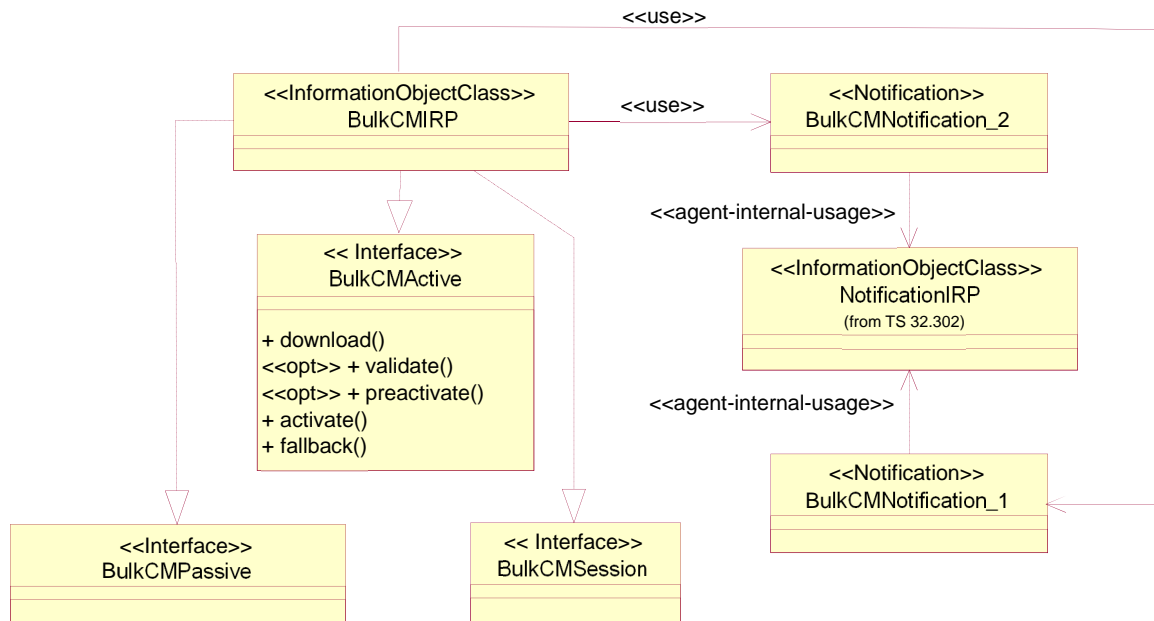 <<use>>
<<InformationObjectClass>>
BulkCMIRP
<<use>>
<<Notification>>
BulkCMNotification_2
<<agent-internal-usage>>
<< Interface>>
BulkCMActive
+ download()
<<opt>> + validate()
<<opt>> + preactivate()
+ activate()
+ fallback()
<<InformationObjectClass>>
NotificationIRP
(from TS 32.302)
<<agent-internal-usage>>
<<Notification>>
BulkCMNotification_1
<<Interface>>
BulkCMPassive
<< Interface>>
BulkCMSession